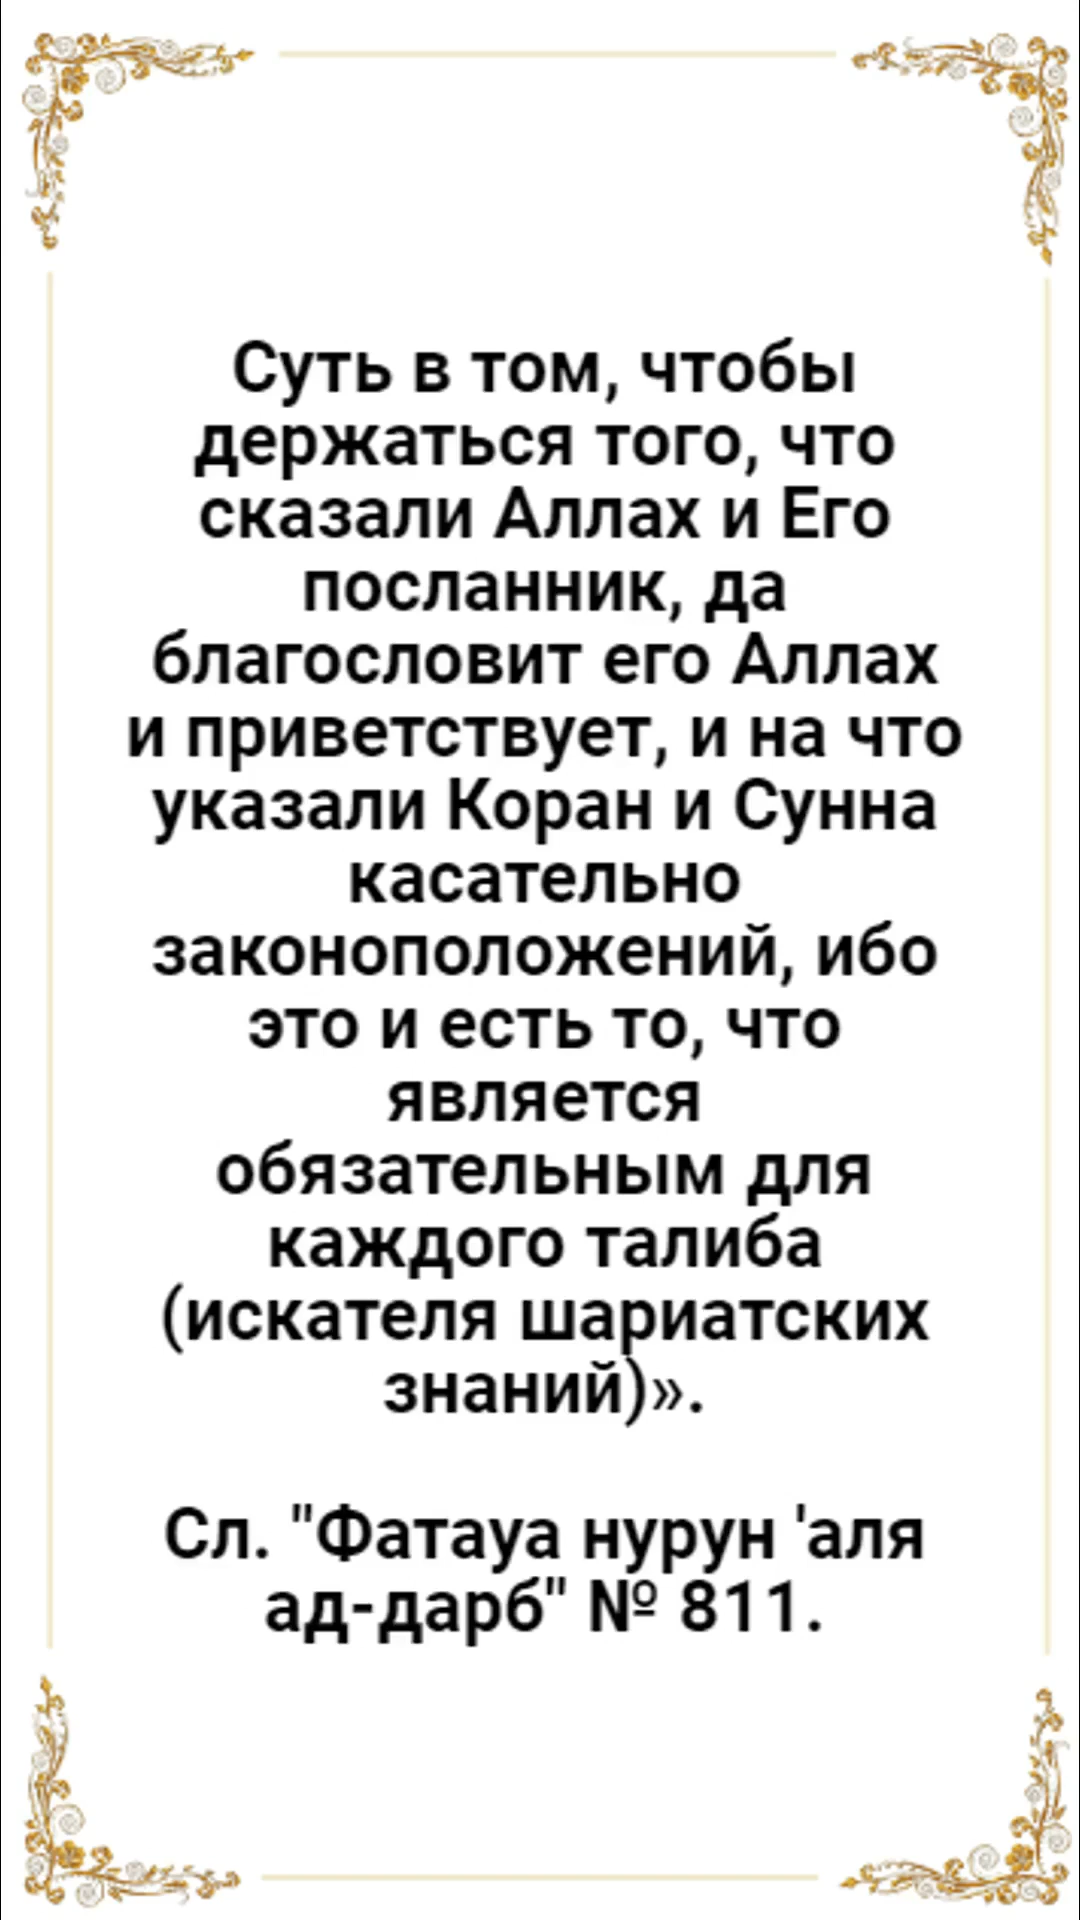 Суть в том, чтобы
держаться того, что
сказали Аллах и Его
посланник, да
благословит его Аллах
и приветствует, и на что
указали Коран и Сунна
касательно
законоположений, ибо
это и есть то, что
является
обязательным для
каждого талиба
(искателя шариатских
знаний)».
Сл. "Фатауа нурун 'аля
ад-дарб" № 811.